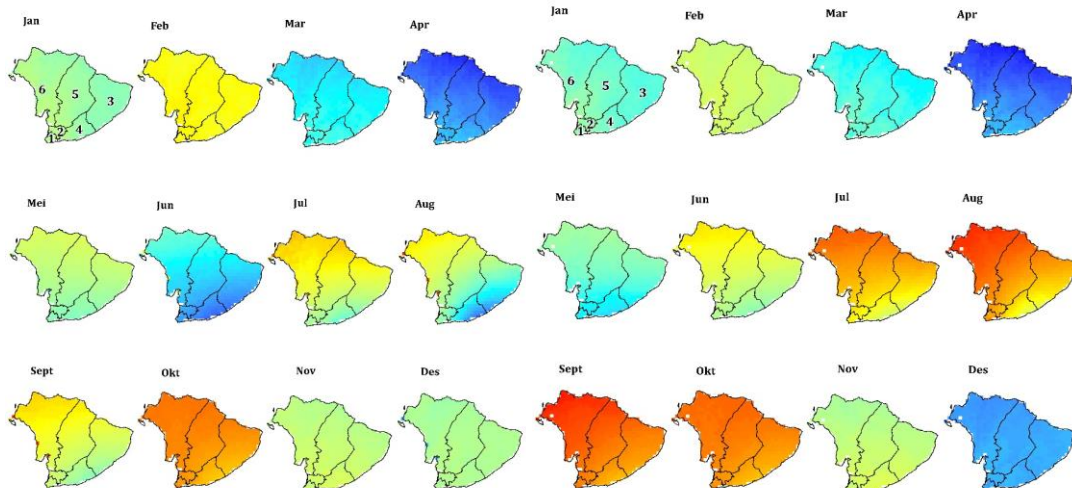 Jan Feb Mar Apr Jan Feb Mar Apr
6 5 3 6 5 3
1 2 4 1 2 4
Mei Jun Jul Aug Mei Jun Jul Aug
Sept Okt Nov Des Sept Okt Nov Des